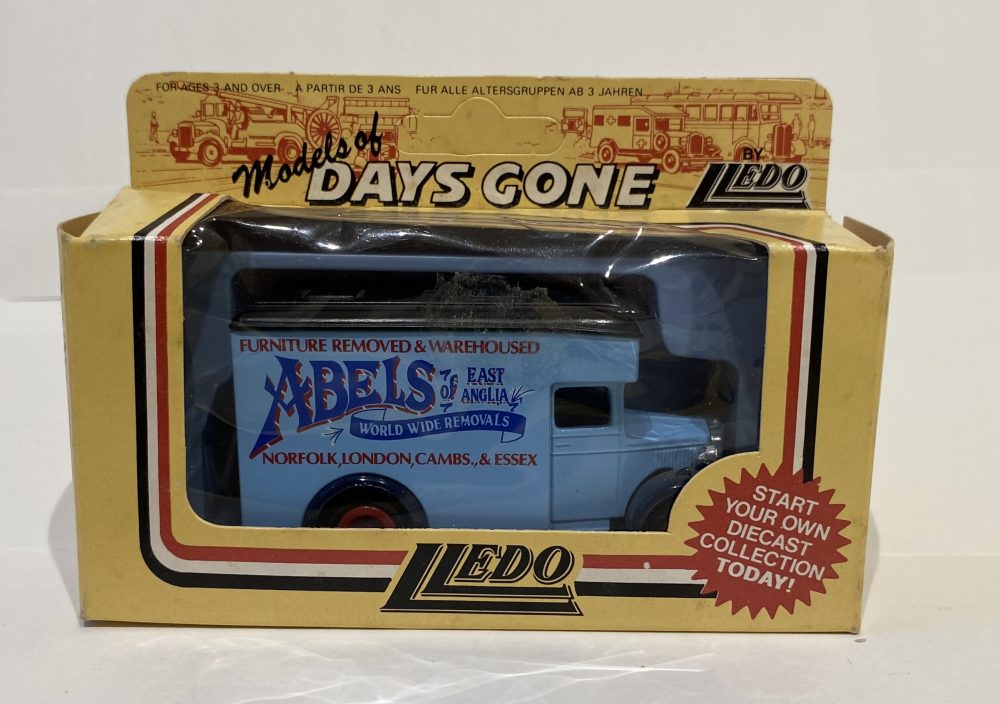 FOR AGES 3 AND OVER   A PARTIR DE 3 ANS   FUR ALLE ALTERSGRUPPEN AB 3 JAHREN
Models of
DAYS GONE
BY
LLEDO
FURNITURE REMOVED & WAREHOUSED
ABELS of EAST ANGLIA
WORLD WIDE REMOVALS
NORFOLK, LONDON, CAMBS., & ESSEX
LLEDO
START
YOUR OWN
DIECAST
COLLECTION
TODAY!